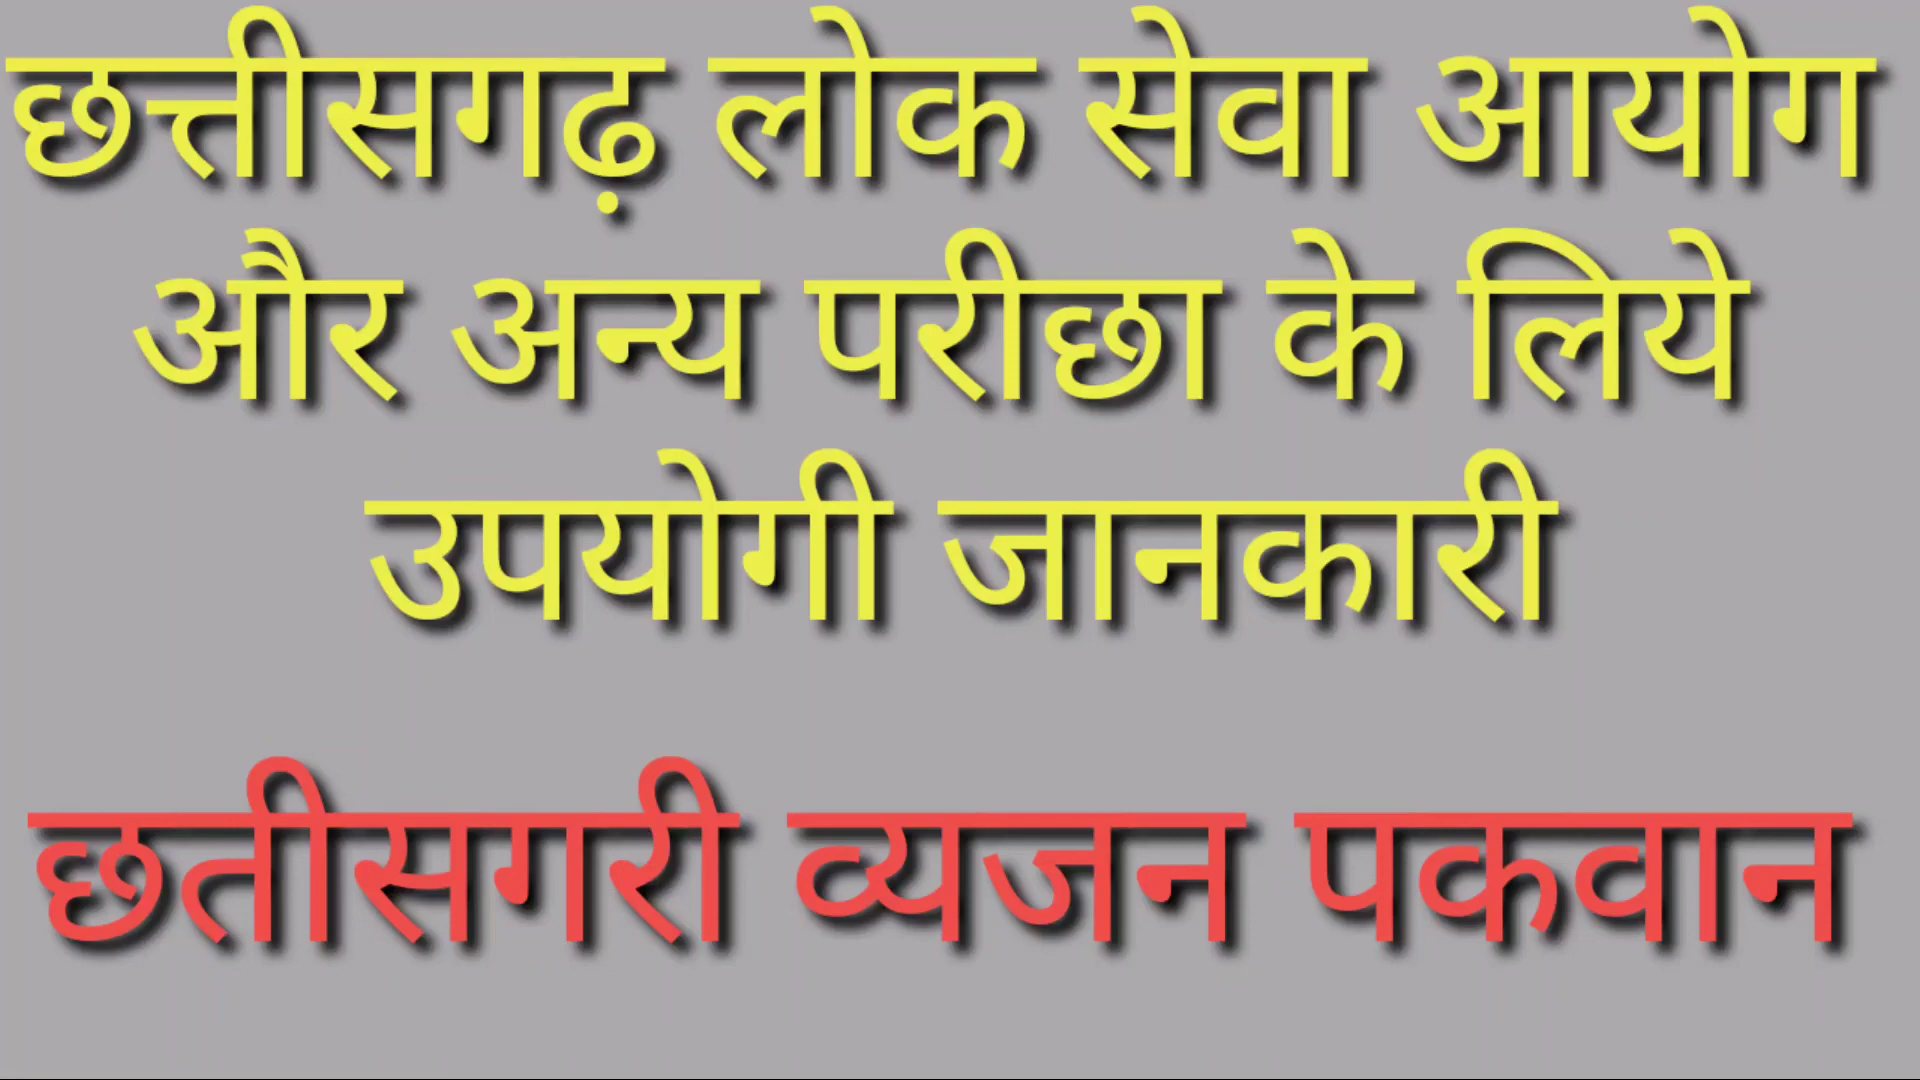 छत्तीसगढ़ लोक सेवा आयोग
और अन्य परीछा के लिये
उपयोगी जानकारी
छतीसगरी व्यजन पकवान